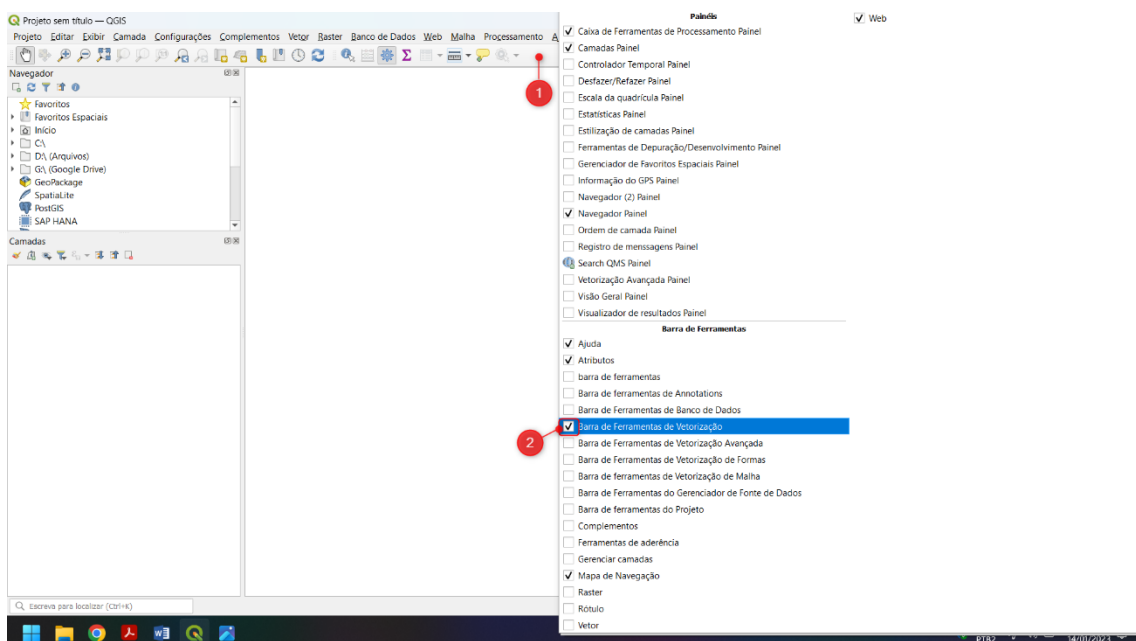 Projeto sem título — QGIS
Projeto Editar Exibir Camada Configurações Complementos Vetor Raster Banco de Dados Web Malha Processamento A
1
Navegador
Favoritos
Favoritos Espaciais
Início
C:\
D:\ (Arquivos)
G:\ (Google Drive)
GeoPackage
SpatiaLite
PostGIS
SAP HANA
Camadas
Escreva para localizar (Ctrl+K)
Painéis
Caixa de Ferramentas de Processamento Painel
Camadas Painel
Controlador Temporal Painel
Desfazer/Refazer Painel
Escala da quadrícula Painel
Estatísticas Painel
Estilização de camadas Painel
Ferramentas de Depuração/Desenvolvimento Painel
Gerenciador de Favoritos Espaciais Painel
Informação do GPS Painel
Navegador (2) Painel
Navegador Painel
Ordem de camada Painel
Registro de menssagens Painel
Search QMS Painel
Vetorização Avançada Painel
Visão Geral Painel
Visualizador de resultados Painel
Barra de Ferramentas
Ajuda
Atributos
barra de ferramentas
Barra de ferramentas de Annotations
Barra de Ferramentas de Banco de Dados
Barra de Ferramentas de Vetorização
2
Barra de Ferramentas de Vetorização Avançada
Barra de Ferramentas de Vetorização de Formas
Barra de ferramentas de Vetorização de Malha
Barra de Ferramentas do Gerenciador de Fonte de Dados
Barra de ferramentas do Projeto
Complementos
Ferramentas de aderência
Gerenciar camadas
Mapa de Navegação
Raster
Rótulo
Vetor
Web
PTB2
14/01/2023